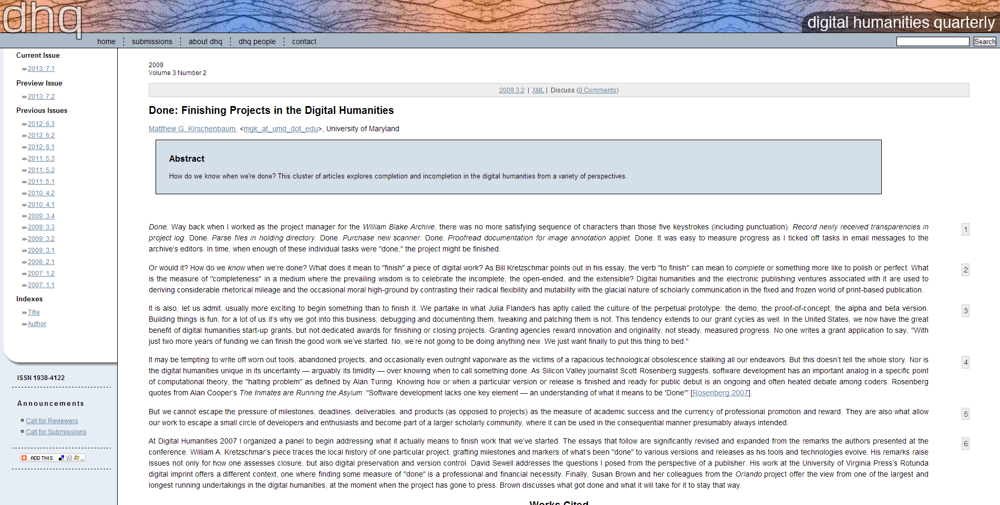 dhq
digital humanities quarterly
home
submissions
about dhq
dhq people
contact
Search
Current Issue
>> 2013: 7.1
Preview Issue
>> 2013: 7.2
Previous Issues
>> 2012: 6.3
>> 2012: 6.2
>> 2012: 6.1
>> 2011: 5.3
>> 2011: 5.2
>> 2011: 5.1
>> 2010: 4.2
>> 2010: 4.1
>> 2009: 3.4
>> 2009: 3.3
>> 2009: 3.2
>> 2009: 3.1
>> 2008: 2.1
>> 2007: 1.2
>> 2007: 1.1
Indexes
>> Title
>> Author
ISSN 1938-4122
Announcements
Call for Reviewers
Call for Submissions
ADD THIS ...
2009
Volume 3 Number 2
2009 3.2 | XML | Discuss (0 Comments)
Done: Finishing Projects in the Digital Humanities
Matthew G. Kirschenbaum <mgk_at_umd_dot_edu>, University of Maryland
Abstract
How do we know when we're done? This cluster of articles explores completion and incompletion in the digital humanities from a variety of perspectives.
Done. Way back when I worked as the project manager for the William Blake Archive, there was no more satisfying sequence of characters than those five keystrokes (including punctuation). Record newly received transparencies in
project log. Done. Parse files in holding directory. Done. Purchase new scanner. Done. Proofread documentation for image annotation applet. Done. It was easy to measure progress as I ticked off tasks in email messages to the
archive's editors. In time, when enough of these individual tasks were "done," the project might be finished.
1
Or would it? How do we know when we're done? What does it mean to "finish" a piece of digital work? As Bill Kretzschmar points out in his essay, the verb "to finish" can mean to complete or something more like to polish or perfect. What
is the measure of "completeness" in a medium where the prevailing wisdom is to celebrate the incomplete, the open-ended, and the extensible? Digital humanities and the electronic publishing ventures associated with it are used to
deriving considerable rhetorical mileage and the occasional moral high-ground by contrasting their radical flexibility and mutability with the glacial nature of scholarly communication in the fixed and frozen world of print-based publication.
2
It is also, let us admit, usually more exciting to begin something than to finish it. We partake in what Julia Flanders has aptly called the culture of the perpetual prototype: the demo, the proof-of-concept, the alpha and beta version.
Building things is fun, for a lot of us it's why we got into this business; debugging and documenting them, tweaking and patching them is not. This tendency extends to our grant cycles as well. In the United States, we now have the great
benefit of digital humanities start-up grants, but not dedicated awards for finishing or closing projects. Granting agencies reward innovation and originality, not steady, measured progress. No one writes a grant application to say, "With
just two more years of funding we can finish the good work we've started. No, we're not going to be doing anything new. We just want finally to put this thing to bed."
3
It may be tempting to write off worn out tools, abandoned projects, and occasionally even outright vaporware as the victims of a rapacious technological obsolescence stalking all our endeavors. But this doesn't tell the whole story. Nor is
the digital humanities unique in its uncertainty — arguably its timidity — over knowing when to call something done. As Silicon Valley journalist Scott Rosenberg suggests, software development has an important analog in a specific point
of computational theory, the "halting problem" as defined by Alan Turing. Knowing how or when a particular version or release is finished and ready for public debut is an ongoing and often heated debate among coders. Rosenberg
quotes from Alan Cooper's The Inmates are Running the Asylum: "Software development lacks one key element — an understanding of what it means to be 'Done'" [Rosenberg 2007].
4
But we cannot escape the pressure of milestones, deadlines, deliverables, and products (as opposed to projects) as the measure of academic success and the currency of professional promotion and reward. They are also what allow
our work to escape a small circle of developers and enthusiasts and become part of a larger scholarly community, where it can be used in the consequential manner presumably always intended.
5
At Digital Humanities 2007 I organized a panel to begin addressing what it actually means to finish work that we've started. The essays that follow are significantly revised and expanded from the remarks the authors presented at the
conference. William A. Kretzschmar's piece traces the local history of one particular project, grafting milestones and markers of what's been "done" to various versions and releases as his tools and technologies evolve. His remarks raise
issues not only for how one assesses closure, but also digital preservation and version control. David Sewell addresses the questions I posed from the perspective of a publisher. His work at the University of Virginia Press's Rotunda
digital imprint offers a different context, one where finding some measure of "done" is a professional and financial necessity. Finally, Susan Brown and her colleagues from the Orlando project offer the view from one of the largest and
longest running undertakings in the digital humanities, at the moment when the project has gone to press. Brown discusses what got done and what it will take for it to stay that way.
6
Works Cited